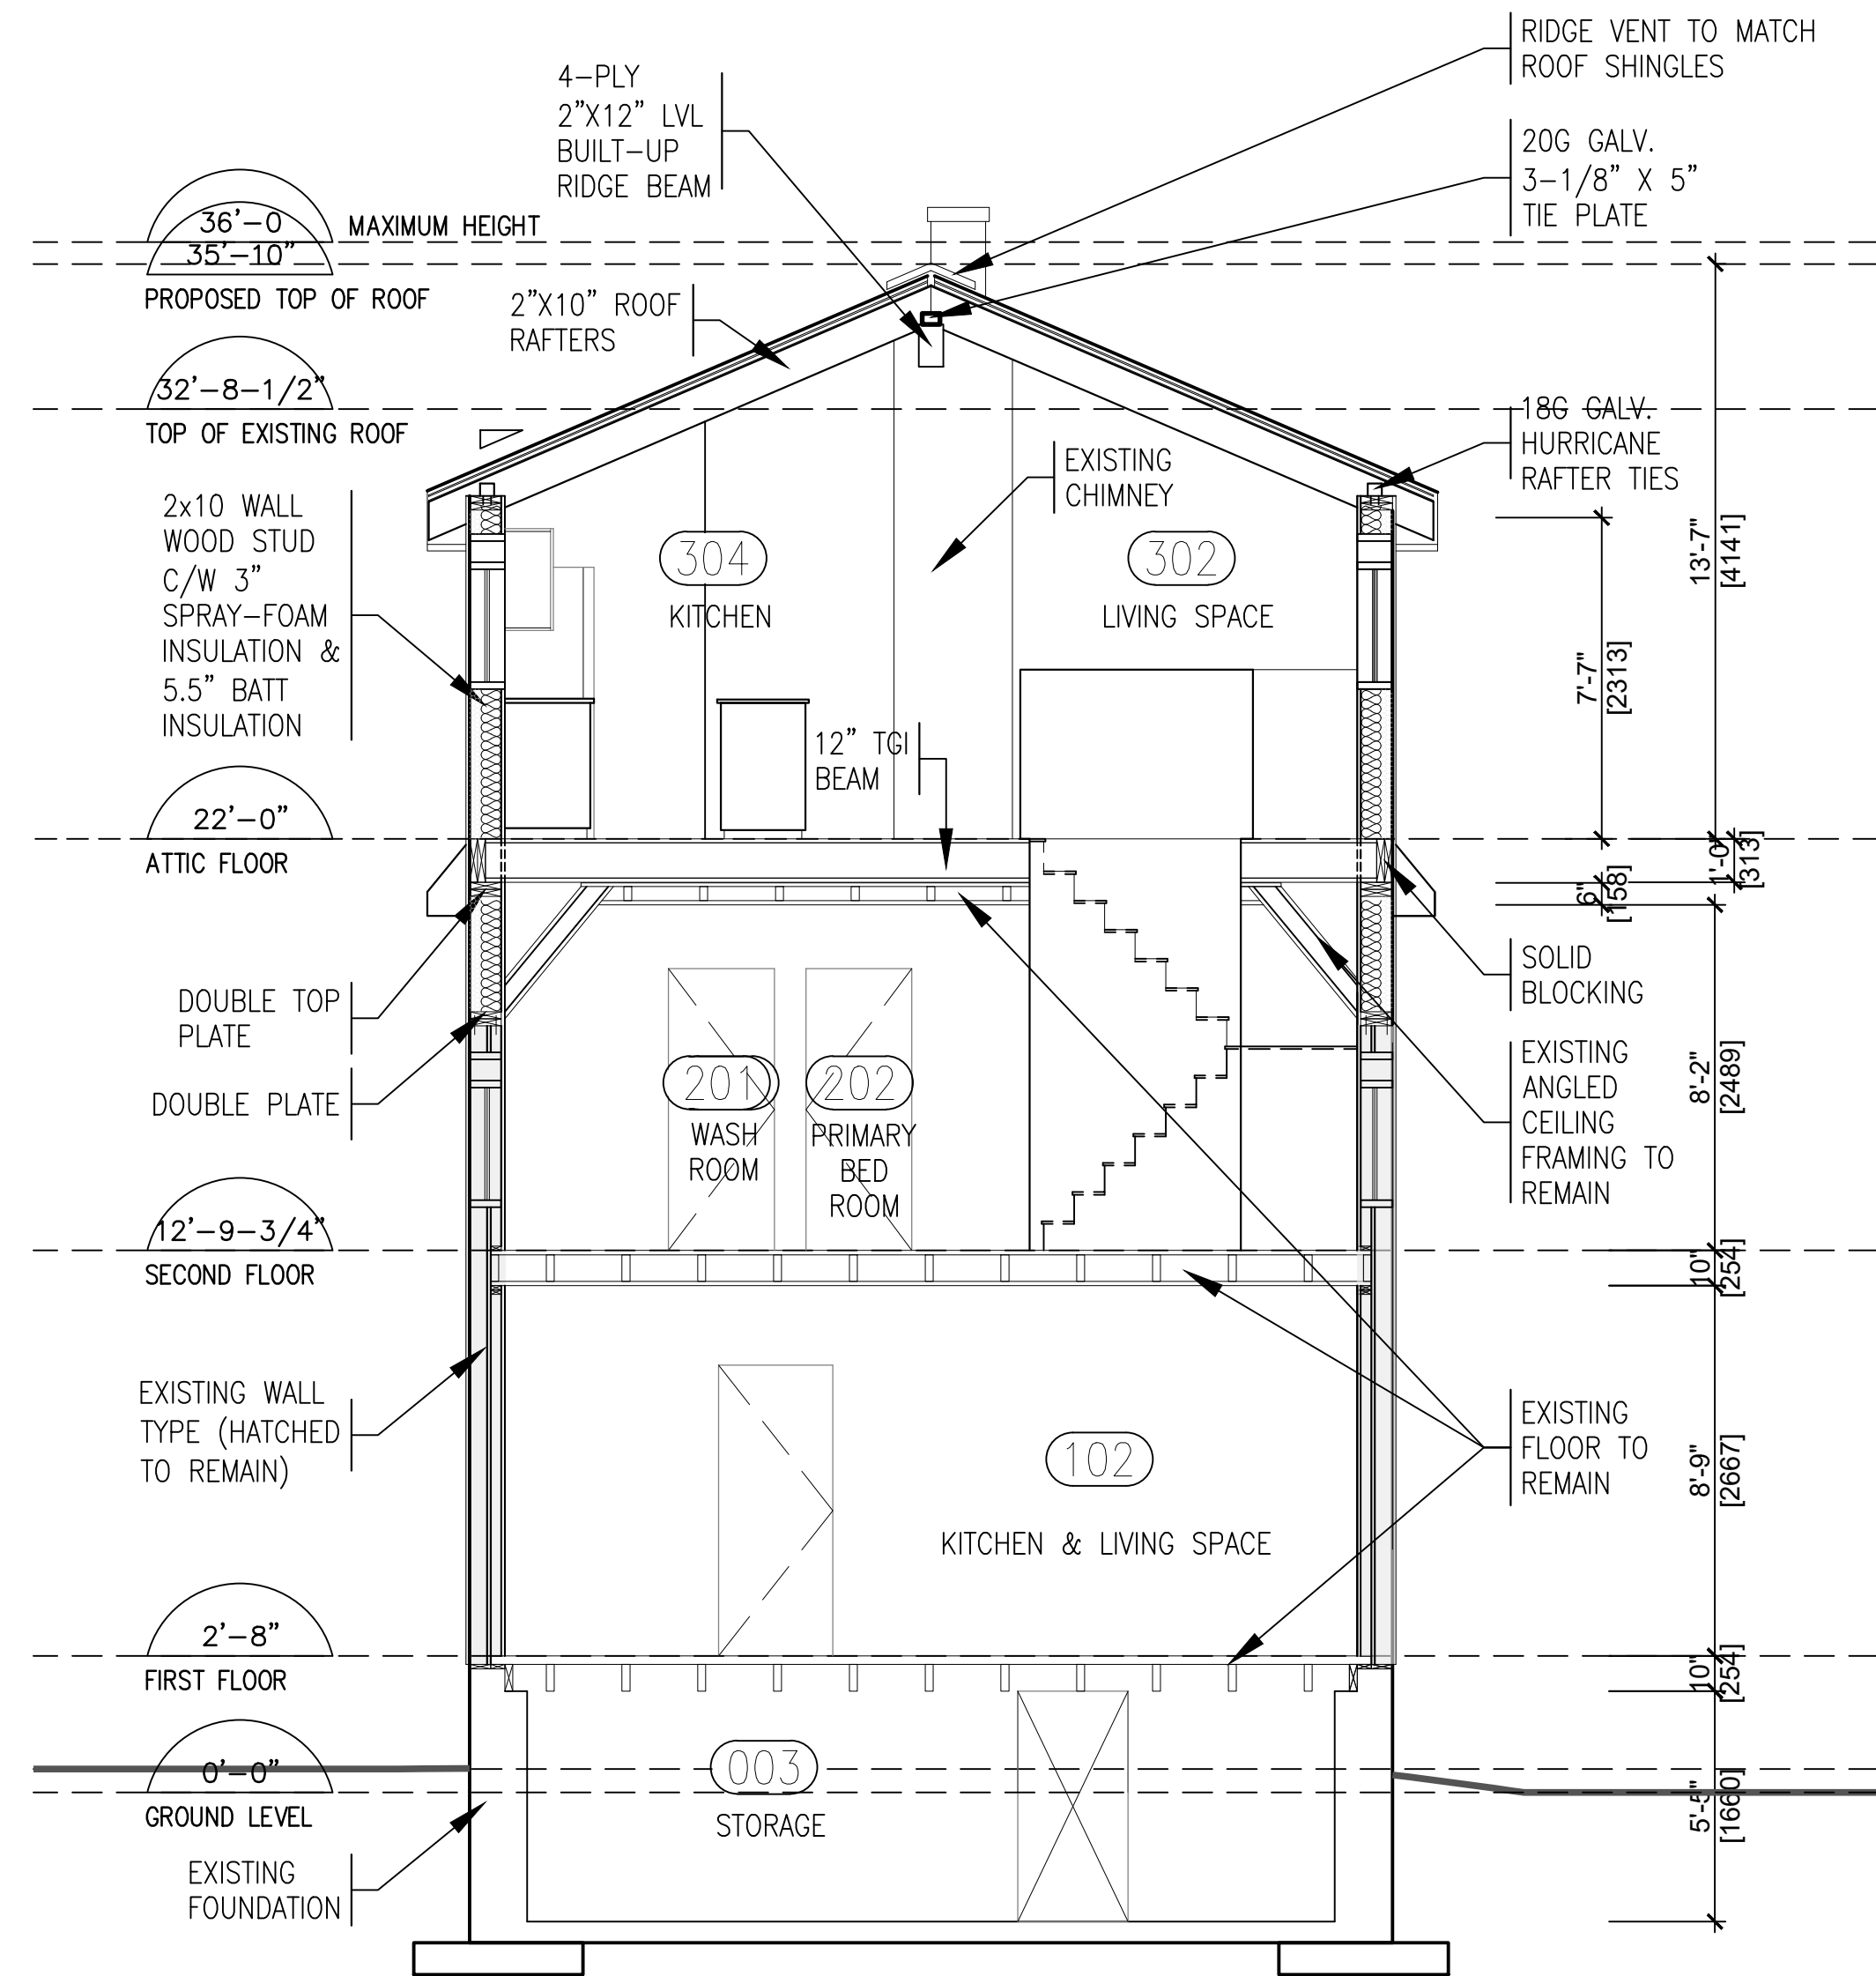 RIDGE VENT TO MATCH
ROOF SHINGLES
4-PLY
2"X12" LVL
BUILT-UP
RIDGE BEAM
20G GALV.
3-1/8" X 5"
TIE PLATE
36'-0
MAXIMUM HEIGHT
35'-10"
PROPOSED TOP OF ROOF
2"X10" ROOF
RAFTERS
32'-8-1/2"
TOP OF EXISTING ROOF
18G GALV.
HURRICANE
RAFTER TIES
EXISTING
CHIMNEY
2x10 WALL
WOOD STUD
C/W 3"
SPRAY-FOAM
INSULATION &
5.5" BATT
INSULATION
304
KITCHEN
302
LIVING SPACE
13'-7"
[4141]
7'-7"
[2313]
12" TGI
BEAM
22'-0"
ATTIC FLOOR
1'-0"
[313]
6"
[158]
DOUBLE TOP
PLATE
SOLID
BLOCKING
DOUBLE PLATE
201
WASH
ROOM
202
PRIMARY
BED
ROOM
EXISTING
ANGLED
CEILING
FRAMING TO
REMAIN
8'-2"
[2489]
12'-9-3/4"
SECOND FLOOR
10"
[254]
EXISTING WALL
TYPE (HATCHED
TO REMAIN)
102
KITCHEN & LIVING SPACE
EXISTING
FLOOR TO
REMAIN
8'-9"
[2667]
2'-8"
FIRST FLOOR
10"
[254]
0'-0"
GROUND LEVEL
003
STORAGE
5'-5"
[1660]
EXISTING
FOUNDATION